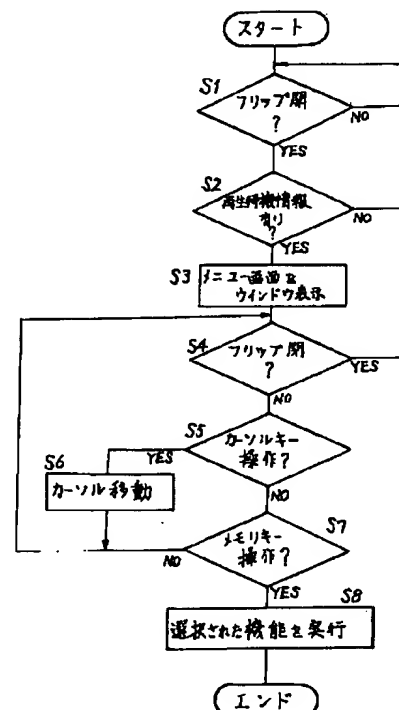 スタート
S1
フリップ開
?
NO
YES
S2
再生待機情報
有り
?
NO
YES
S3
メニュー画面を
ウインドウ表示
S4
フリップ閉
?
YES
NO
S5
カーソルキー
操作?
YES
S6
カーソル移動
NO
S7
メモリキー
操作?
NO
YES
S8
選択された機能を実行
エンド